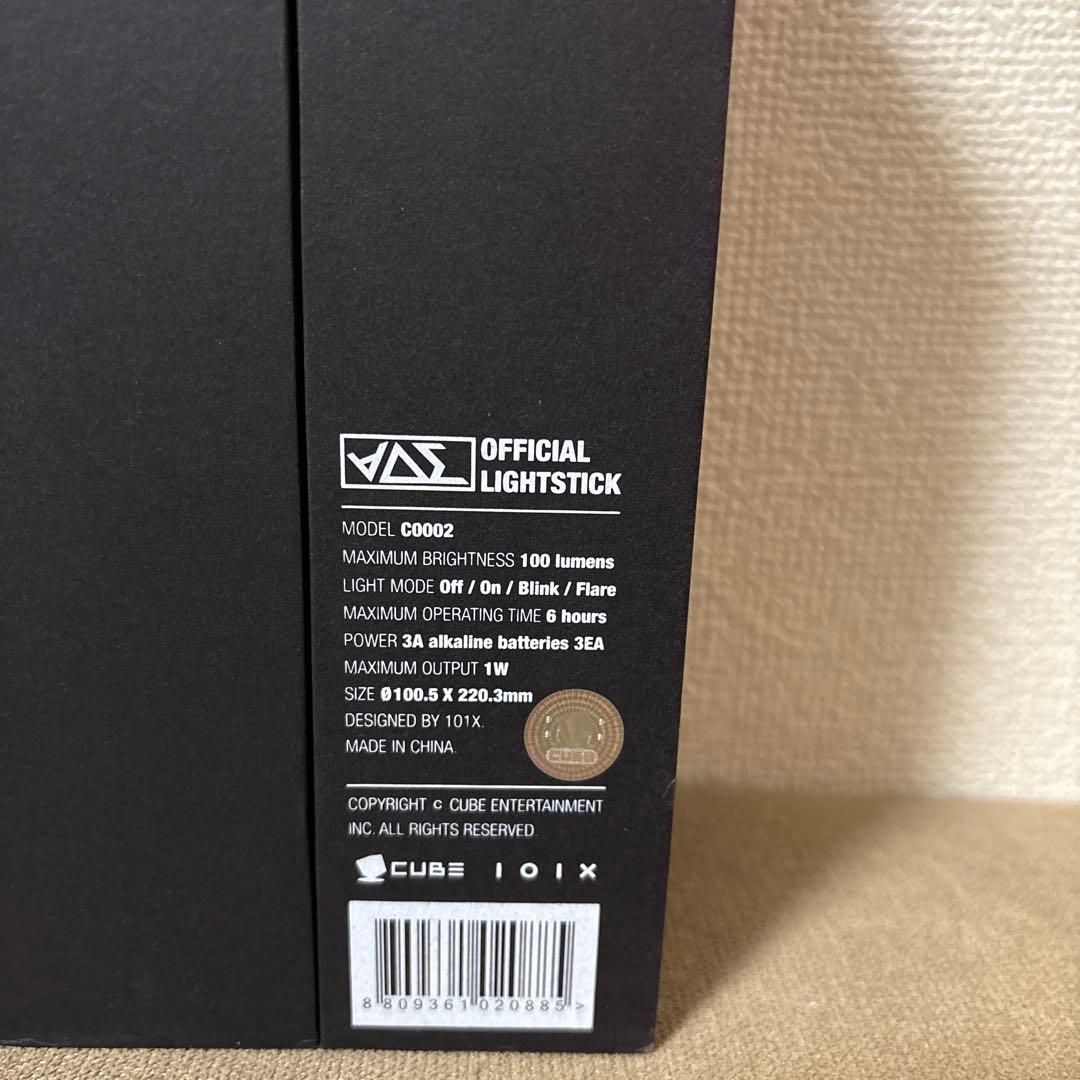 OFFICIAL
LIGHTSTICK
MODEL C0002
MAXIMUM BRIGHTNESS 100 lumens
LIGHT MODE Off / On / Blink / Flare
MAXIMUM OPERATING TIME 6 hours
POWER 3A alkaline batteries 3EA
MAXIMUM OUTPUT 1W
SIZE Ø100.5 X 220.3mm
DESIGNED BY 101X.
MADE IN CHINA.
CUBE
COPYRIGHT c CUBE ENTERTAINMENT
INC. ALL RIGHTS RESERVED.
CUBE 101X
8 809361 020885 >